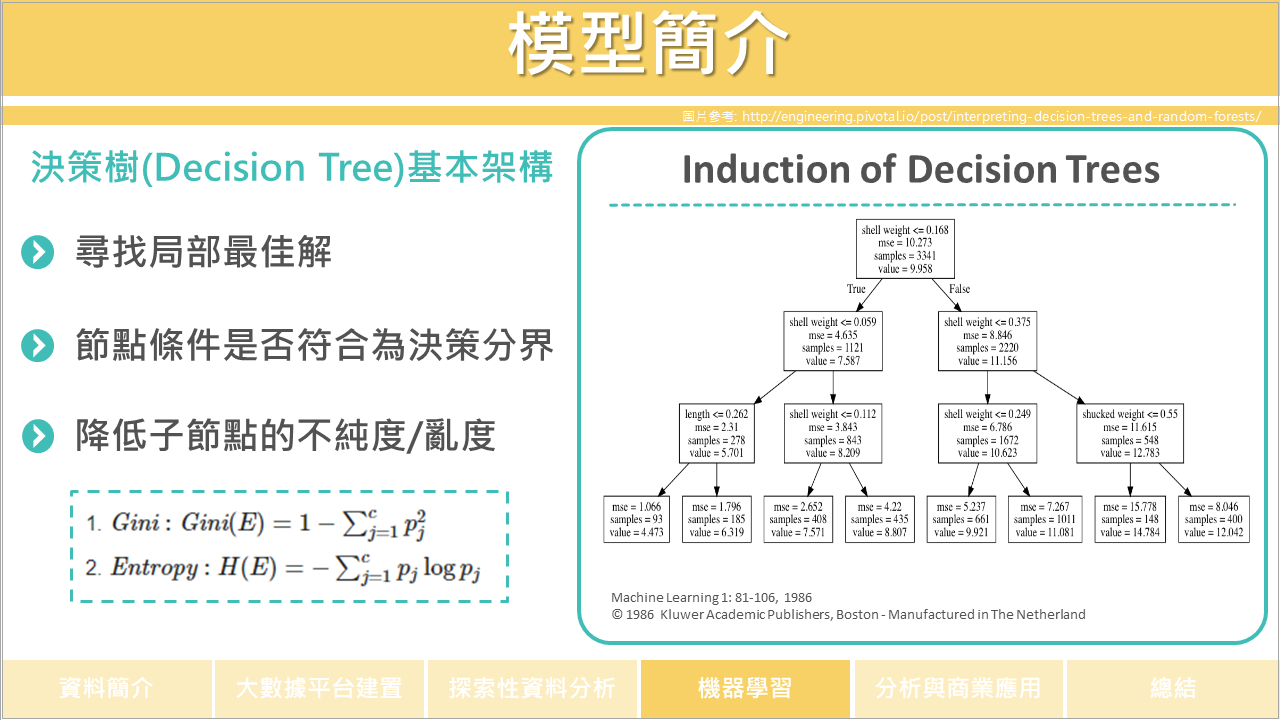 模型簡介
圖片參考: http://engineering.pivotal.io/post/interpreting-decision-trees-and-random-forests/
決策樹(Decision Tree)基本架構
尋找局部最佳解
節點條件是否符合為決策分界
降低子節點的不純度/亂度
1. Gini : Gini(E) = 1 − ∑_{j=1}^{c} p_j^2
2. Entropy : H(E) = − ∑_{j=1}^{c} p_j log p_j
Induction of Decision Trees
shell weight <= 0.168
mse = 10.273
samples = 3341
value = 9.958
True
False
shell weight <= 0.059
mse = 4.635
samples = 1121
value = 7.587
shell weight <= 0.375
mse = 8.846
samples = 2220
value = 11.156
length <= 0.262
mse = 2.31
samples = 278
value = 5.701
shell weight <= 0.112
mse = 3.843
samples = 843
value = 8.209
shell weight <= 0.249
mse = 6.786
samples = 1672
value = 10.623
shucked weight <= 0.55
mse = 11.615
samples = 548
value = 12.783
mse = 1.066
samples = 93
value = 4.473
mse = 1.796
samples = 185
value = 6.319
mse = 2.652
samples = 408
value = 7.571
mse = 4.22
samples = 435
value = 8.807
mse = 5.237
samples = 661
value = 9.921
mse = 7.267
samples = 1011
value = 11.081
mse = 15.778
samples = 148
value = 14.784
mse = 8.046
samples = 400
value = 12.042
Machine Learning 1: 81-106, 1986
© 1986 Kluwer Academic Publishers, Boston - Manufactured in The Netherland
資料簡介
大數據平台建置
探索性資料分析
機器學習
分析與商業應用
總結